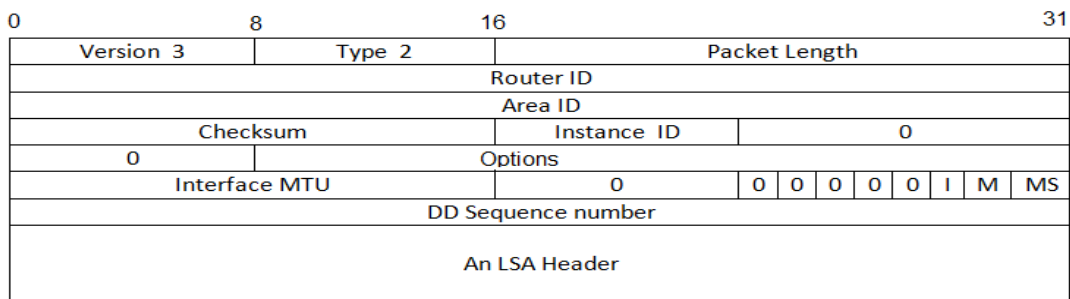 0 8 16 31
Version 3 Type 2 Packet Length
Router ID
Area ID
Checksum Instance ID 0
0 Options
Interface MTU 0 0 0 0 0 0 I M MS
DD Sequence number
An LSA Header